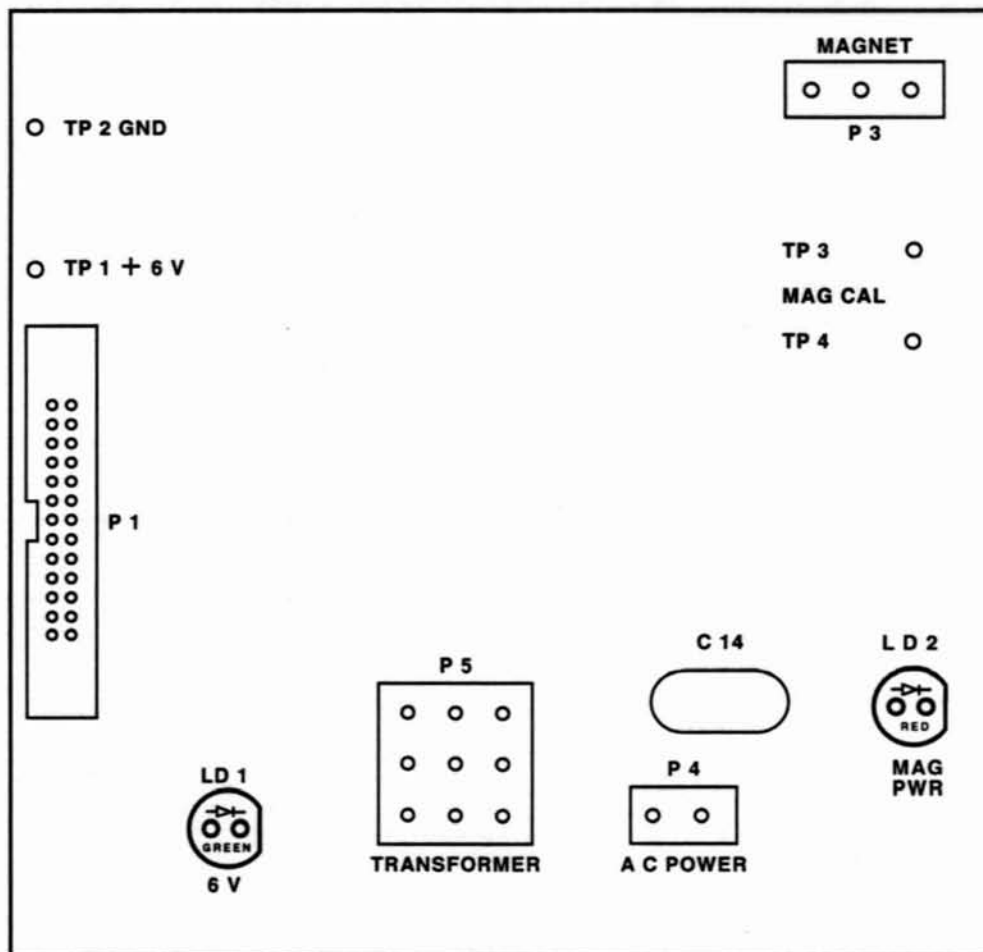 MAGNET
P 3
TP 2 GND
TP 3
TP 1 + 6 V
MAG CAL
TP 4
P 1
C 14
L D 2
P 5
RED
MAG
PWR
P 4
LD 1
GREEN
6 V
TRANSFORMER
A C POWER